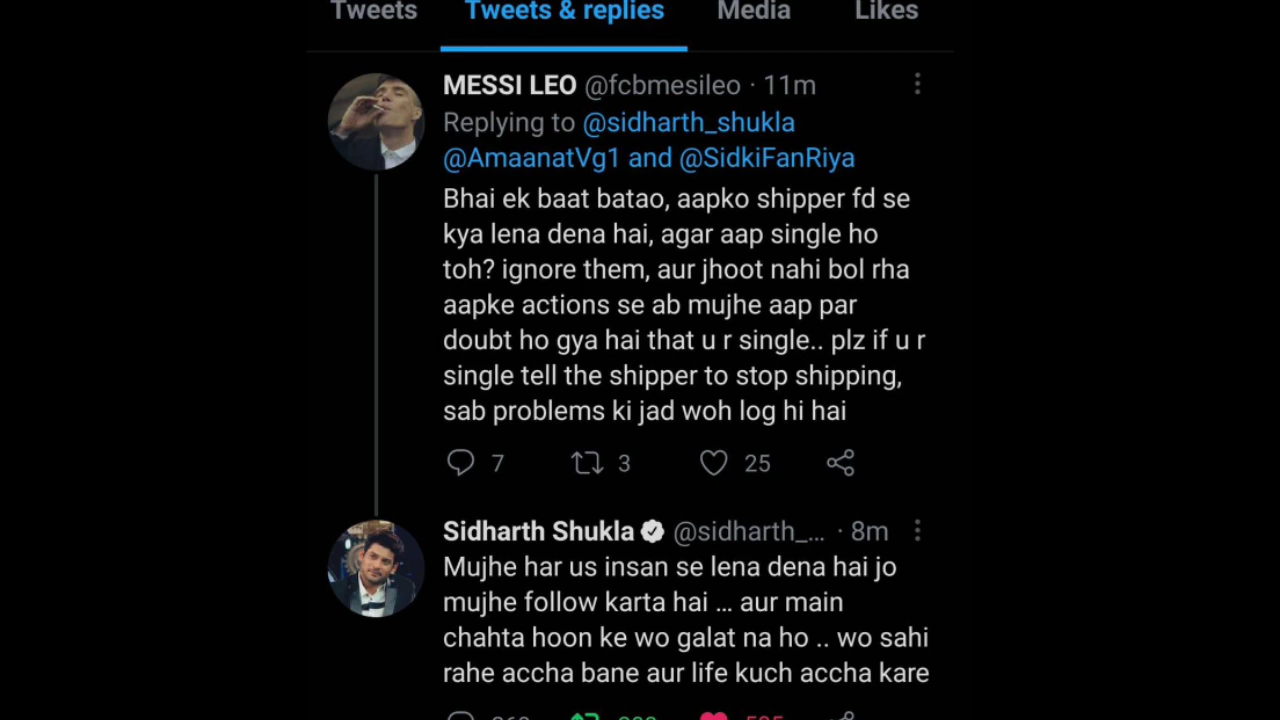 Tweets Tweets & replies Media Likes
MESSI LEO @fcbmesileo · 11m
Replying to @sidharth_shukla
@AmaanatVg1 and @SidkiFanRiya
Bhai ek baat batao, aapko shipper fd se
kya lena dena hai, agar aap single ho
toh? ignore them, aur jhoot nahi bol rha
aapke actions se ab mujhe aap par
doubt ho gya hai that u r single.. plz if u r
single tell the shipper to stop shipping,
sab problems ki jad woh log hi hai
7 3 25
Sidharth Shukla @sidharth_... · 8m
Mujhe har us insan se lena dena hai jo
mujhe follow karta hai ... aur main
chahta hoon ke wo galat na ho .. wo sahi
rahe accha bane aur life kuch accha kare